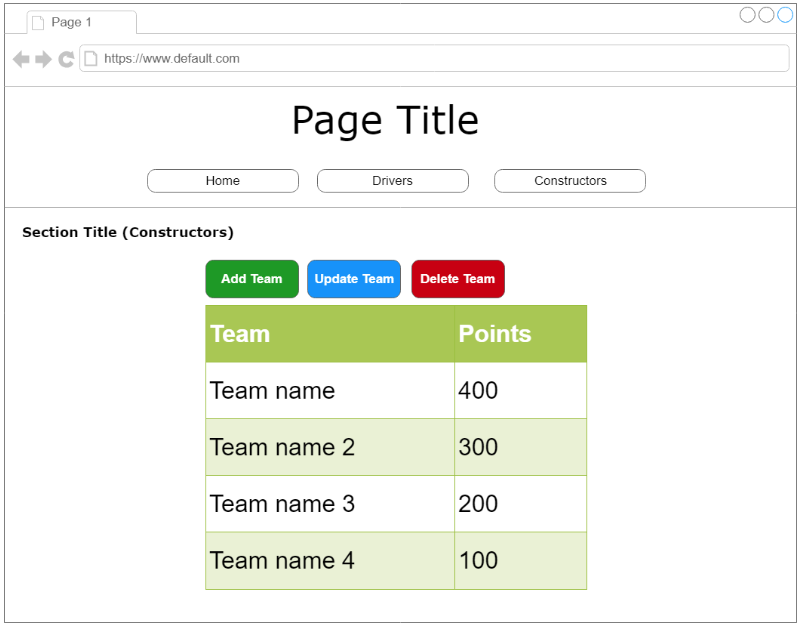 Page 1
https://www.default.com
Page Title
Home Drivers Constructors
Section Title (Constructors)
Add Team Update Team Delete Team
Team Points
Team name 400
Team name 2 300
Team name 3 200
Team name 4 100